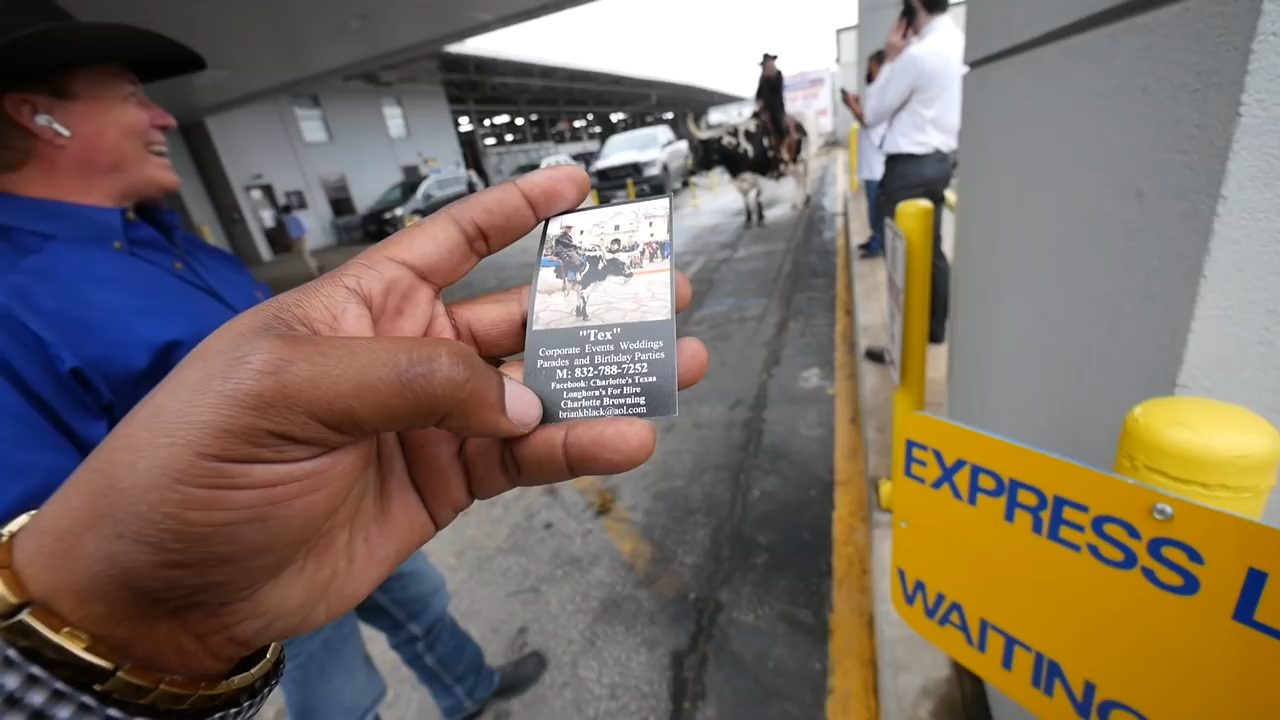 "Tex"
Corporate Events Weddings
Parades and Birthday Parties
M: 832-788-7252
Facebook: Charlotte's Texas
Longhorn's For Hire
Charlotte Browning
briankblack@aol.com
EXPRESS L
WAITING